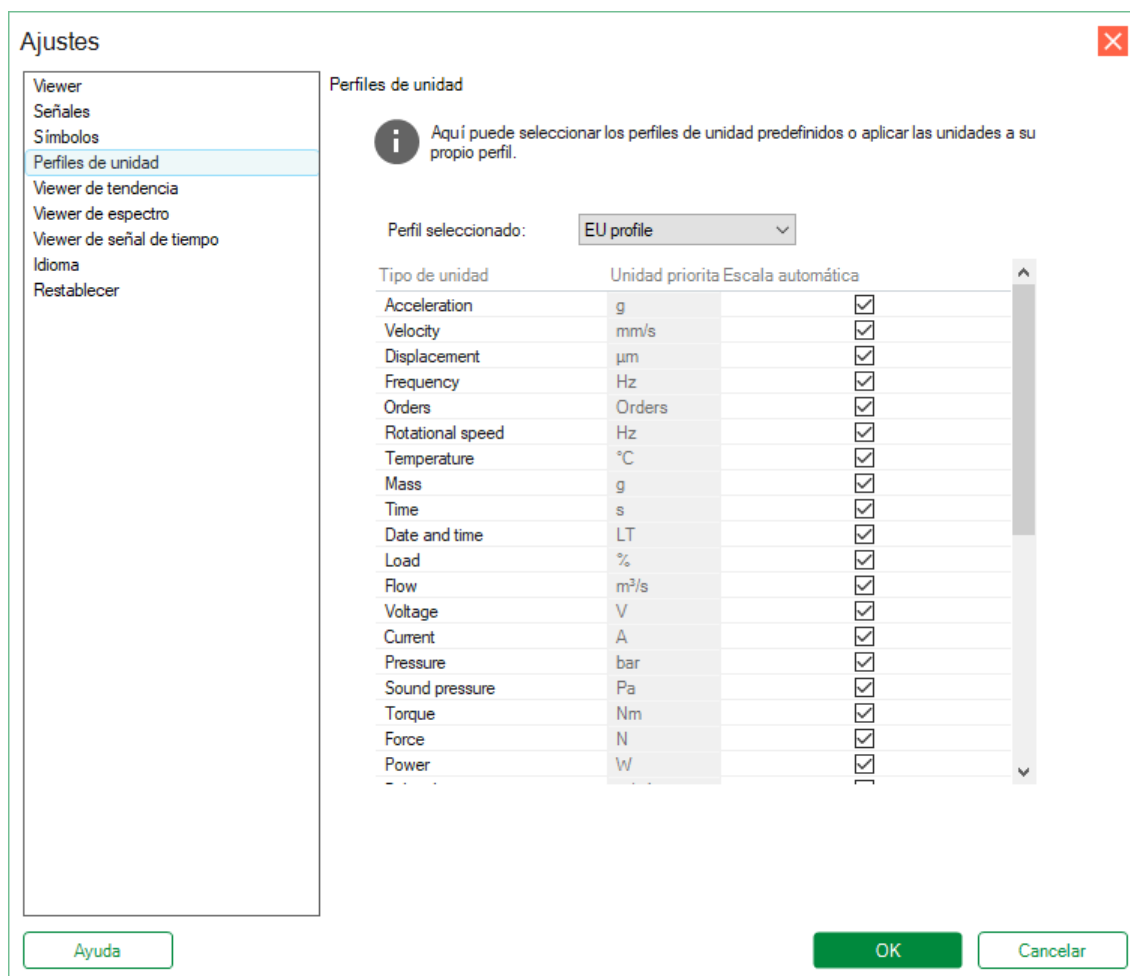 Ajustes
Viewer
Señales
Símbolos
Perfiles de unidad
Viewer de tendencia
Viewer de espectro
Viewer de señal de tiempo
Idioma
Restablecer
Perfiles de unidad
i
Aquí puede seleccionar los perfiles de unidad predefinidos o aplicar las unidades a su
propio perfil.
Perfil seleccionado: EU profile
Tipo de unidad Unidad priorita Escala automática
Acceleration g
Velocity mm/s
Displacement µm
Frequency Hz
Orders Orders
Rotational speed Hz
Temperature °C
Mass g
Time s
Date and time LT
Load %
Flow m³/s
Voltage V
Current A
Pressure bar
Sound pressure Pa
Torque Nm
Force N
Power W
Ayuda
OK
Cancelar